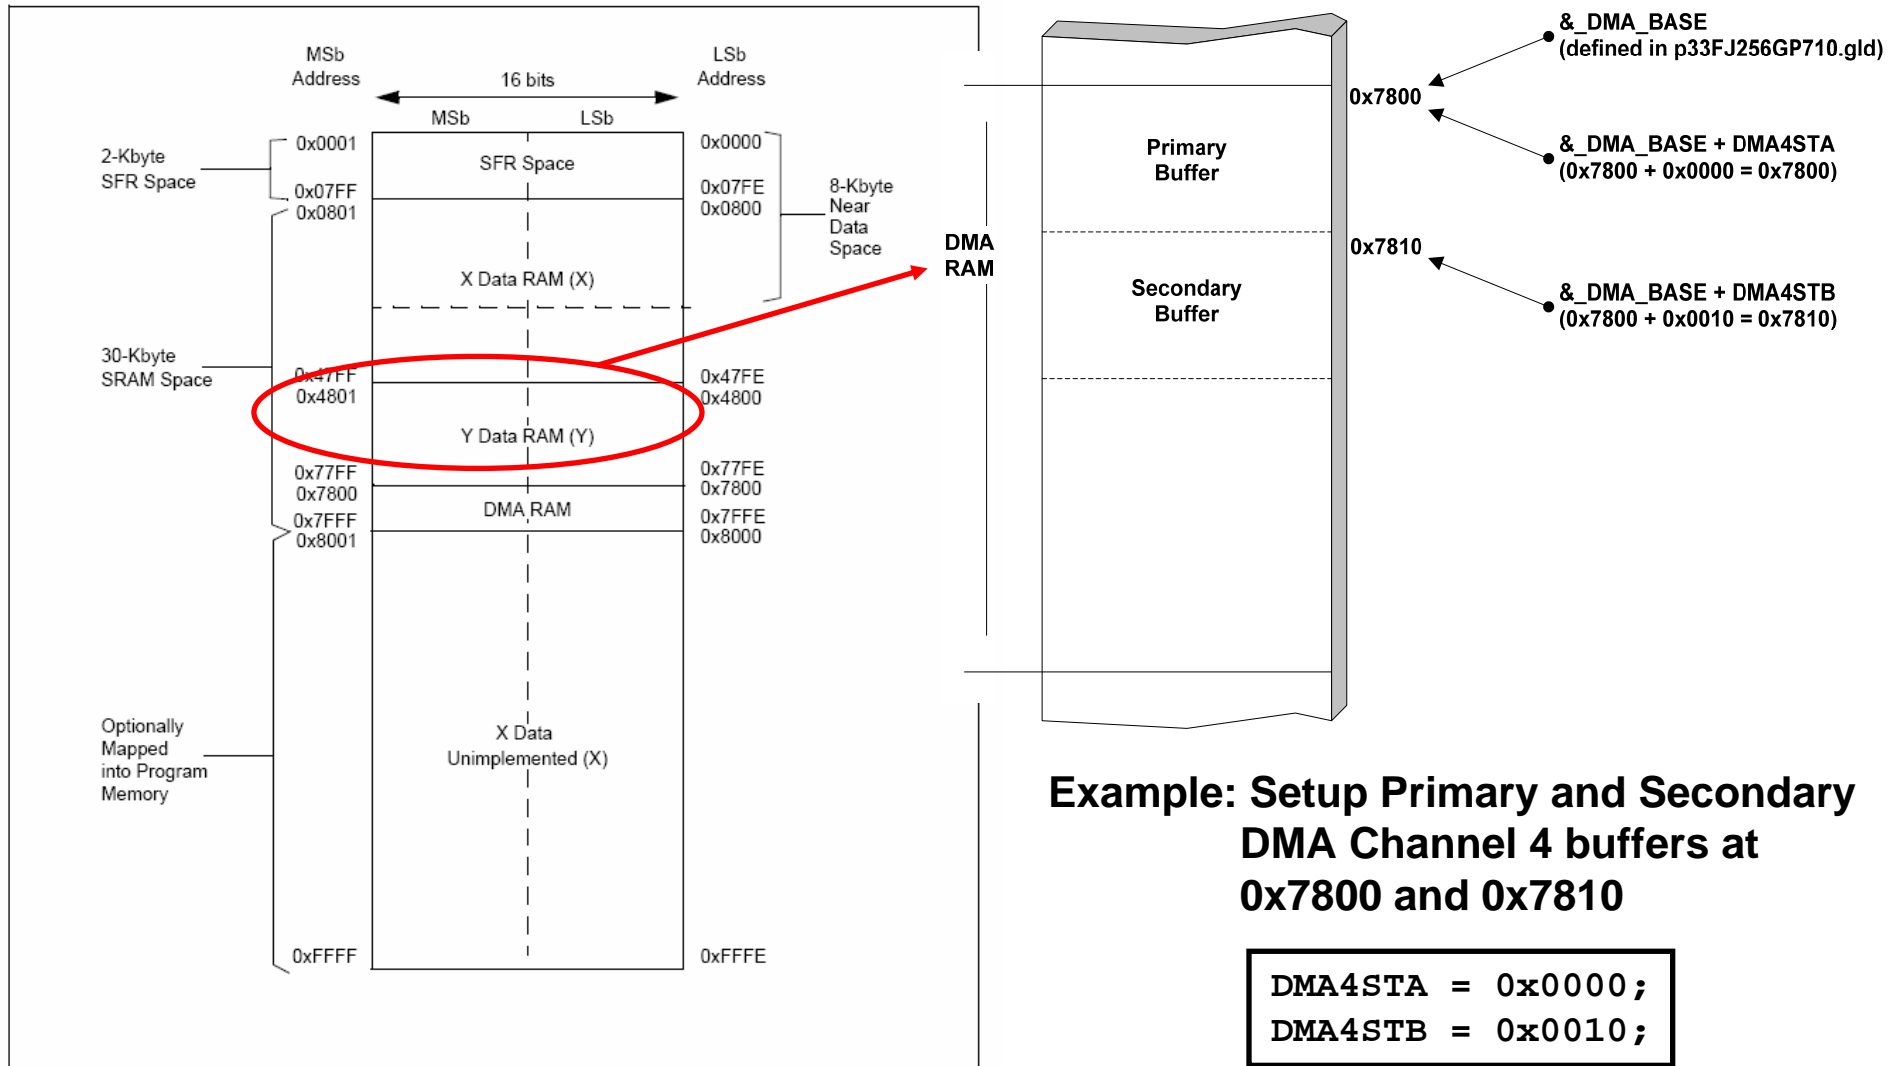 MSb
Address
16 bits
LSb
Address
MSb
LSb
2-Kbyte
SFR Space
0x0001
0x07FF
0x0801
SFR Space
0x0000
0x07FE
0x0800
8-Kbyte
Near
Data
Space
X Data RAM (X)
30-Kbyte
SRAM Space
0x47FF
0x4801
0x47FE
0x4800
Y Data RAM (Y)
0x77FF
0x7800
0x77FE
0x7800
DMA RAM
0x7FFF
0x8001
0x7FFE
0x8000
Optionally
Mapped
into Program
Memory
X Data
Unimplemented (X)
0xFFFF
0xFFFE
DMA
RAM
Primary
Buffer
Secondary
Buffer
0x7800
0x7810
&_DMA_BASE
(defined in p33FJ256GP710.gld)
&_DMA_BASE + DMA4STA
(0x7800 + 0x0000 = 0x7800)
&_DMA_BASE + DMA4STB
(0x7800 + 0x0010 = 0x7810)
Example: Setup Primary and Secondary
DMA Channel 4 buffers at
0x7800 and 0x7810
DMA4STA = 0x0000;
DMA4STB = 0x0010;